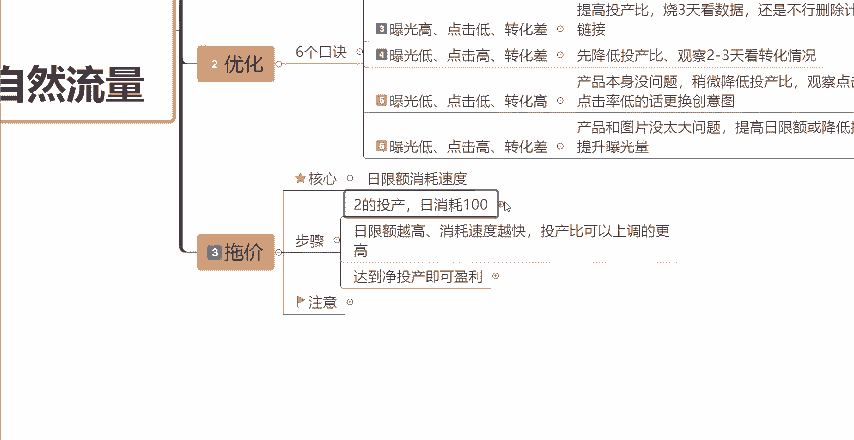 提高投产比，烧3天看数据，还是不行删除计
3 曝光高、点击低、转化差
链接
自然流量
2 优化
6个口诀
4 曝光低、点击高、转化差
先降低投产比、观察2-3天看转化情况
5 曝光低、点击低、转化高
产品本身没问题，稍微降低投产比，观察点
点击率低的话更换创意图
6 曝光低、点击高、转化差
产品和图片没太大问题，提高日限额或降低
提升曝光量
3 拖价
核心
日限额消耗速度
步骤
2的投产，日消耗100
日限额越高、消耗速度越快，投产比可以上调的更
高
达到净投产即可盈利
注意